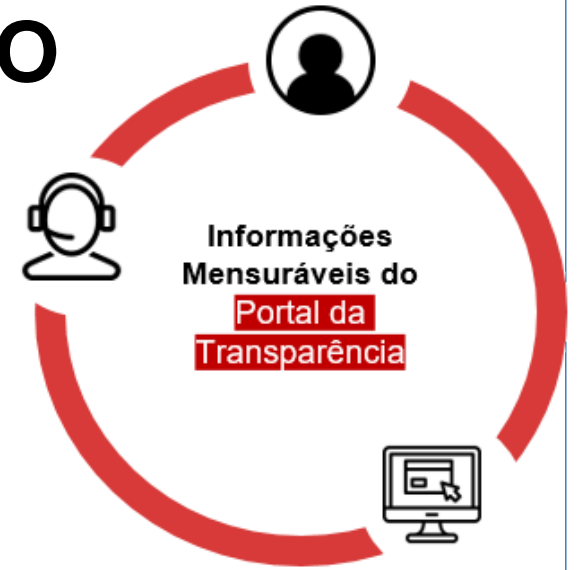 O
Informações
Mensuráveis do
Portal da
Transparência